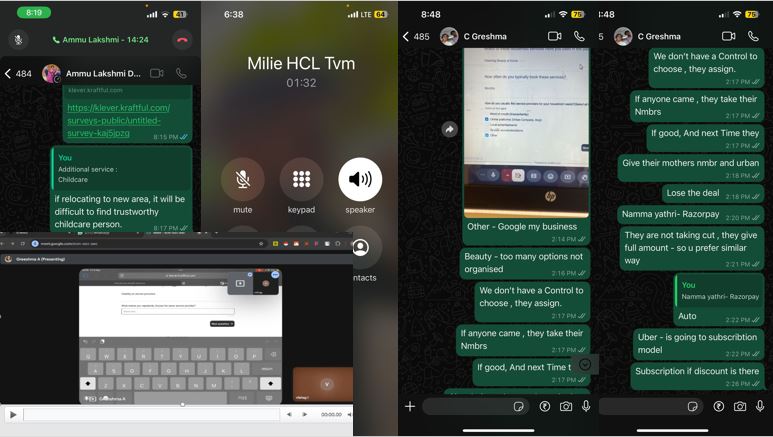 8:19
41
Ammu Lakshmi - 14:24
484
Ammu Lakshmi D...
klever.kraftful.com
https://klever.kraftful.com/
surveys-public/untitled-
survey-kaj5jpzg
8:15 PM
You
Additional service :
Childcare
if relocating to new area, it will be
difficult to find trustworthy
childcare person.
8:17 PM
6:38
LTE 64
Milie HCL Tvm
01:32
mute
keypad
speaker
ntacts
Greeshma A (Presenting)
Greeshma A
00:00.00
8:48
75
485
C Greshma
How often do you typically book these services?
Other
hp
Other - Google my business
2:14 PM
Beauty - too many options not
organised
2:16 PM
We don't have a Control to
choose , they assign.
2:17 PM
If anyone came , they take their
Nmbrs
2:17 PM
If good, And next Time t
2:17 PM
8:48
75
5
C Greshma
We don't have a Control to
choose , they assign.
2:17 PM
If anyone came , they take their
Nmbrs
2:17 PM
If good, And next Time they
2:17 PM
Give their mothers nmbr and urban
2:18 PM
Lose the deal
2:18 PM
Namma yathri- Razorpay
2:20 PM
They are not taking cut , they give
full amount - so u prefer similar
way
2:21 PM
You
Namma yathri- Razorpay
Auto
2:22 PM
Uber - is going to subscribtion
model
2:22 PM
Subscription if discount is there
2:26 PM